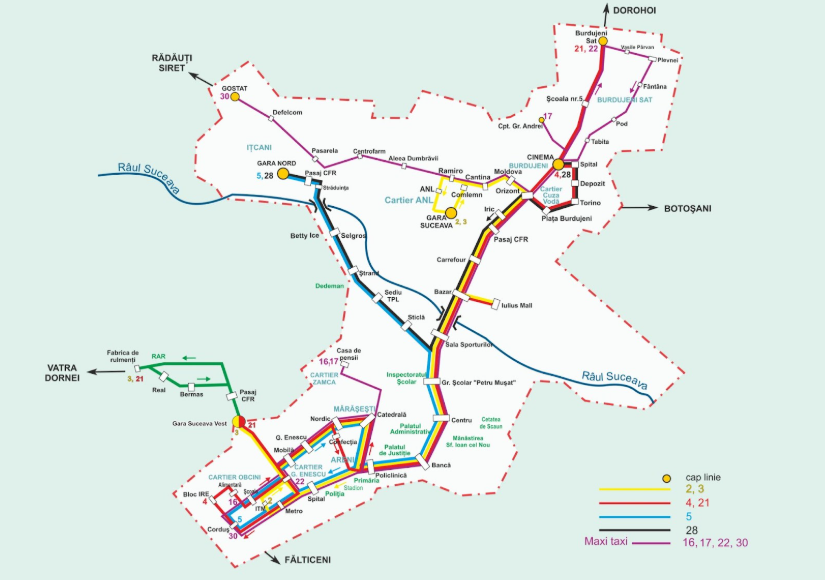 DOROHOI
Burdujeni
Sat
21, 22
Vasile Pârvan
Plevnei
RĂDĂUȚI
SIRET
GOSTAT
30
Defelcom
Fântâna
Școala nr.5
BURDUJENI SAT
17
Cpt. Gr. Andrei
Pod
Tabita
IȚCANI
Pasarela
Centrofarm
Aleea Dumbrăvii
CINEMA
BURDUJENI
4,28
Spital
Râul Suceava
GARA NORD
5,28
Pasaj CFR
Străduința
Ramiro
Cantina
Moldova
Orizont
ANL
Comlemn
Cartier ANL
GARA
SUCEAVA
2, 3
Cartier
Cuza
Vodă
Depozit
Torino
Piața Burdujeni
BOTOȘANI
Iric
Pasaj CFR
Betty Ice
Selgros
Carrefour
Ștrand
Dedeman
Sediu
TPL
Bazar
Iulius Mall
Sticlă
Sala Sporturilor
Râul Suceava
Fabrica de
rulmenți
RAR
3, 21
Real
Bermas
Pasaj
CFR
VATRA
DORNEI
Casa de
pensii
16,17
CARTIER
ZAMCA
Inspectoratul
Școlar
Gr. Școlar "Petru Mușat"
Gara Suceava Vest
21
3
MĂRĂȘEȘTI
Nordic
Catedrală
Palatul
Administrativ
Centru
Cetatea
de Scaun
G. Enescu
Confecția
Mobila
Palatul
de Justiție
Mănăstirea
Sf. Ioan cel Nou
ARENI
CARTIER
G. ENESCU
Policlinică
Bancă
Primăria
Stadion
Poliția
CARTIER OBCINI
Alimentară
Bloc IRE
4
16
22
2
ITM
Spital
Metro
5
Corduș
30
FĂLTICENI
cap linie
2, 3
4, 21
5
28
Maxi taxi
16, 17, 22, 30